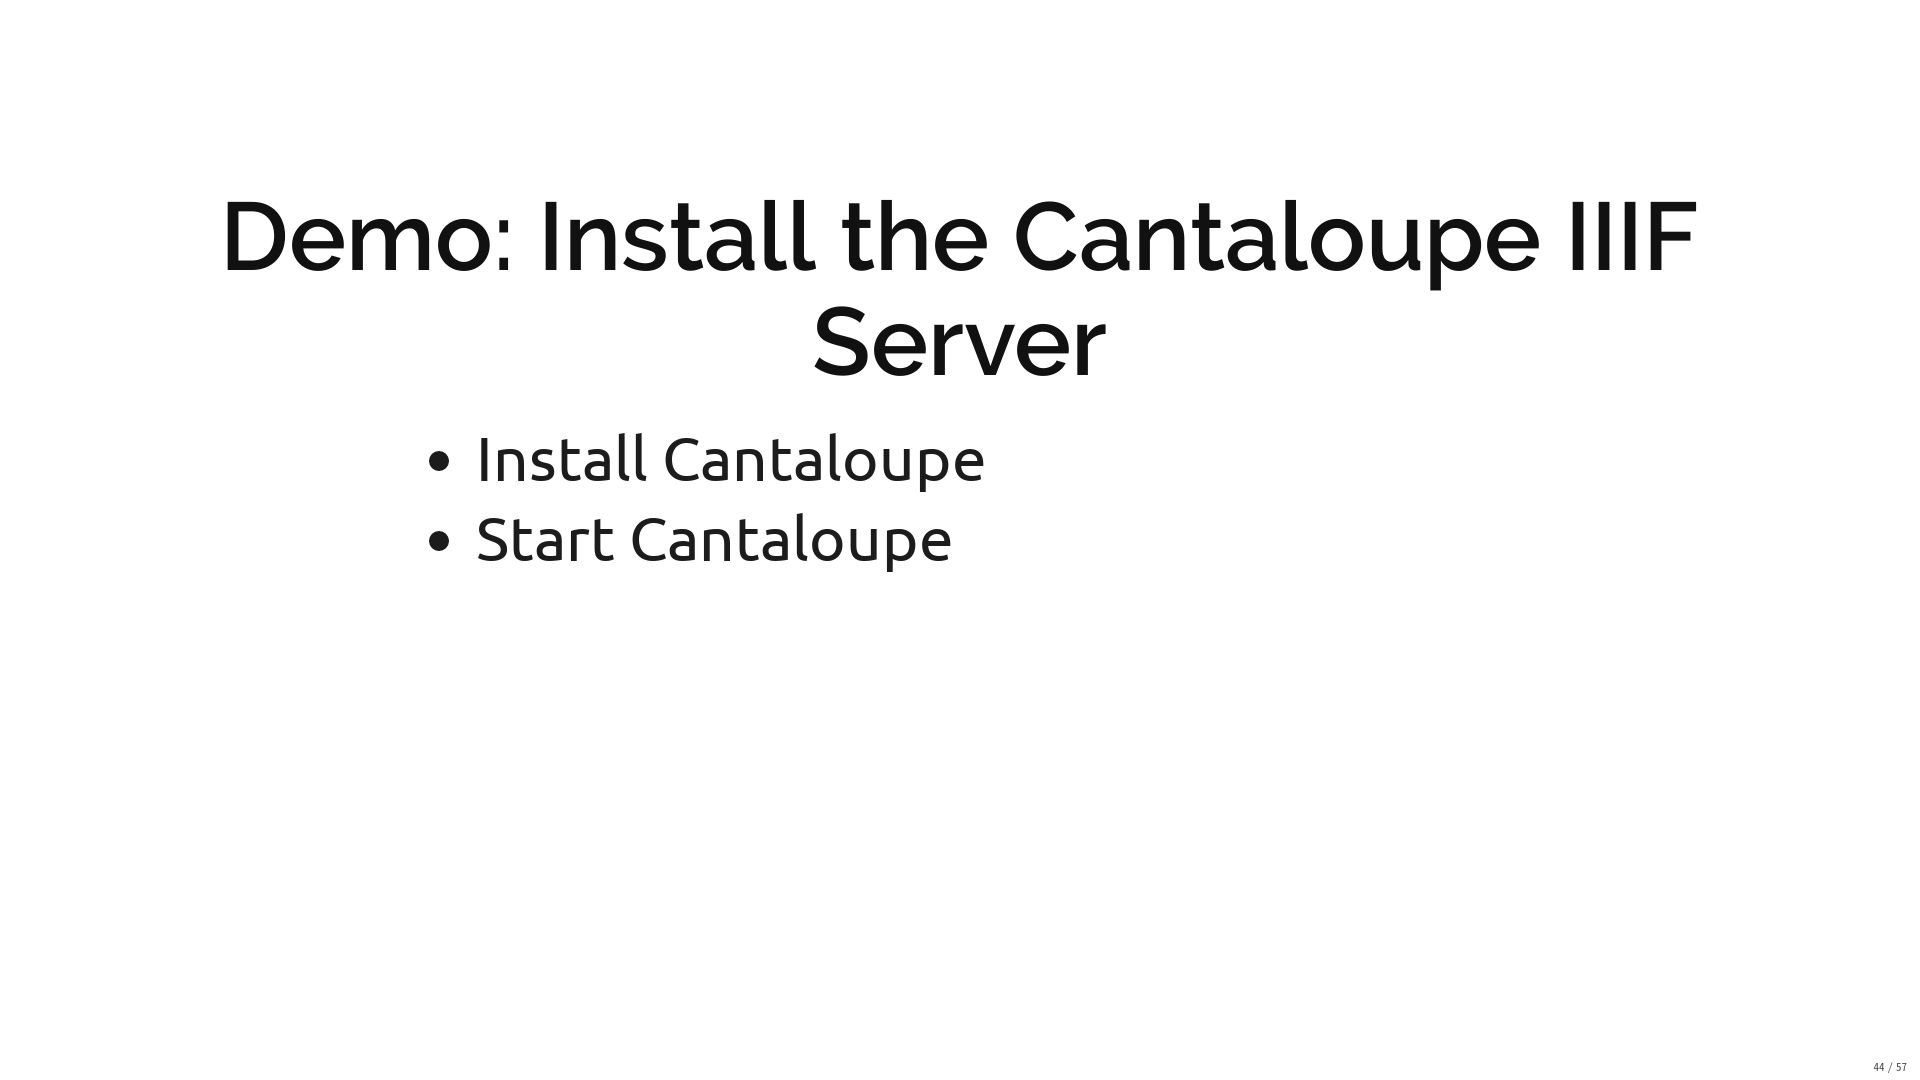 Demo: Install the Cantaloupe IIIF
Server
• Install Cantaloupe
• Start Cantaloupe
44 / 57